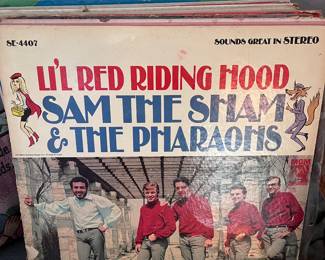 SE-4407 SOUNDS GREAT IN STEREO
LI'L RED RIDING HOOD
SAM THE SHAM
& THE PHARAOHS
MGM